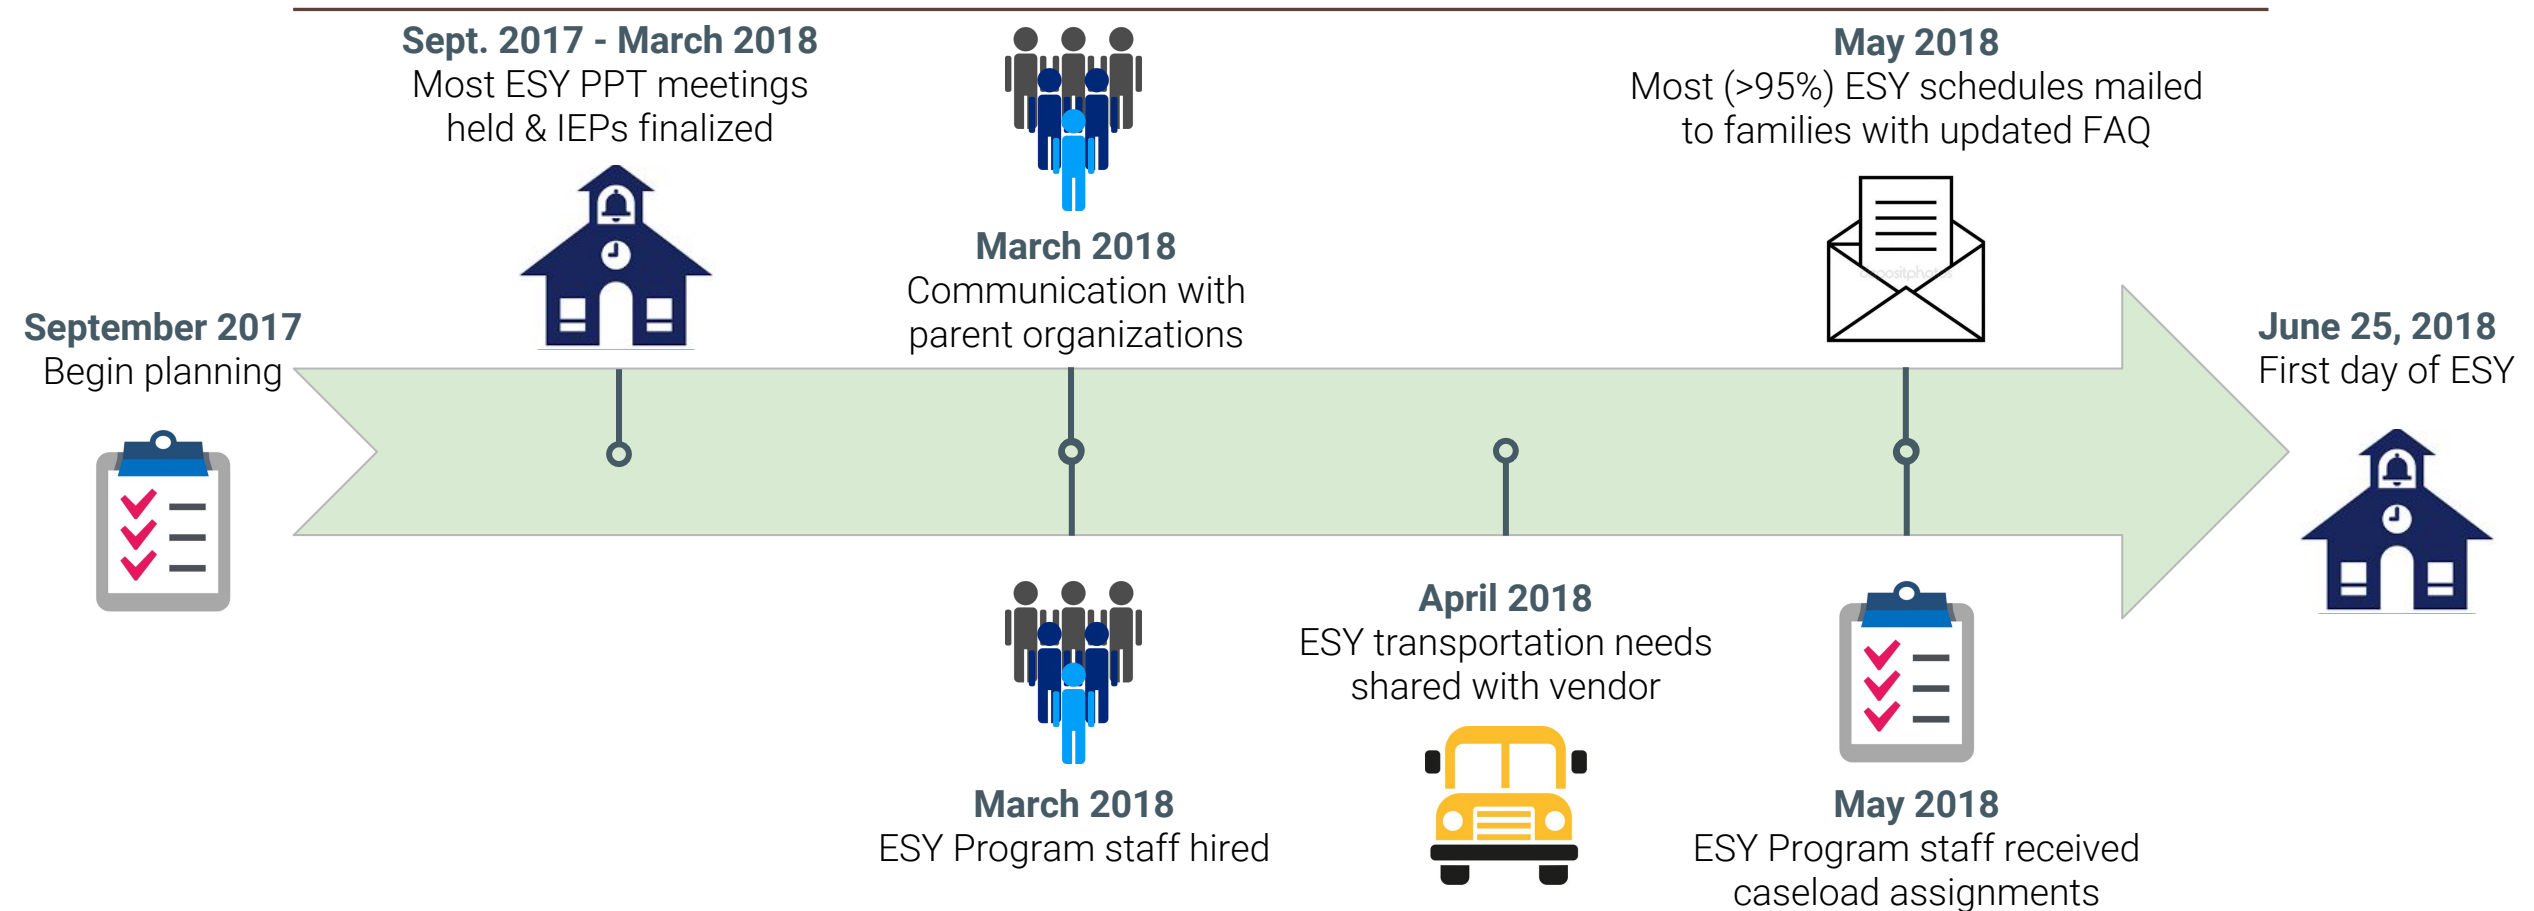 September 2017
Begin planning
Sept. 2017 - March 2018
Most ESY PPT meetings
held & IEPs finalized
March 2018
Communication with
parent organizations
March 2018
ESY Program staff hired
April 2018
ESY transportation needs
shared with vendor
May 2018
Most (>95%) ESY schedules mailed
to families with updated FAQ
May 2018
ESY Program staff received
caseload assignments
June 25, 2018
First day of ESY